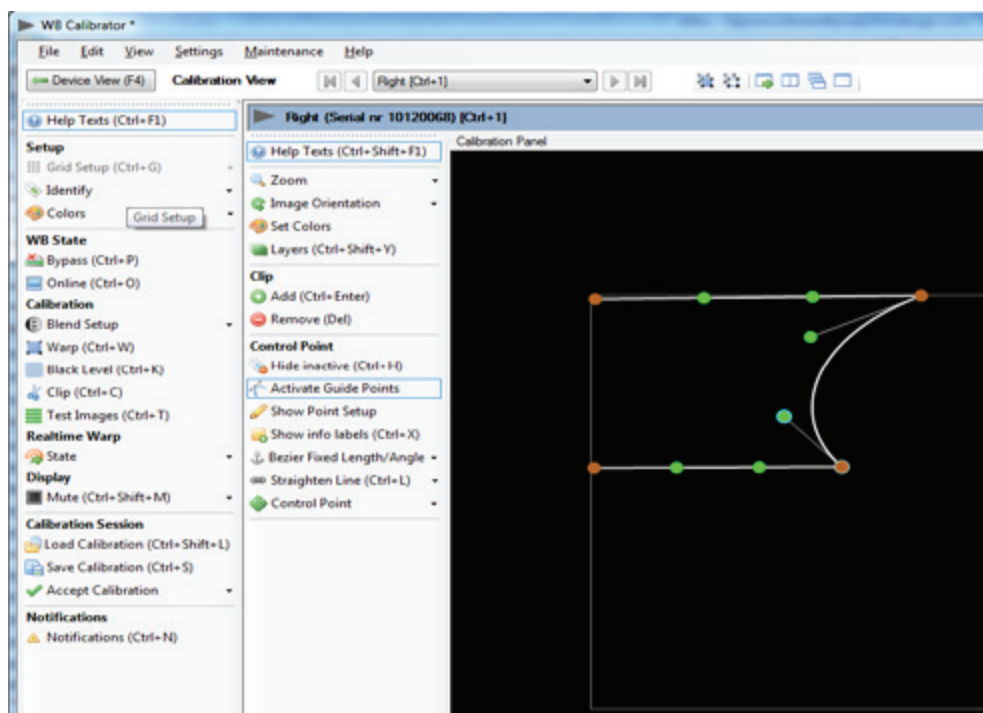 WB Calibrator *
File Edit View Settings Maintenance Help
Device View (F4) Calibration View Right [Ctrl+1]
Help Texts (Ctrl+F1)
Setup
Grid Setup (Ctrl+G)
Identify
Colors
Grid Setup
WB State
Bypass (Ctrl+P)
Online (Ctrl+O)
Calibration
Blend Setup
Warp (Ctrl+W)
Black Level (Ctrl+K)
Clip (Ctrl+C)
Test Images (Ctrl+T)
Realtime Warp
State
Display
Mute (Ctrl+Shift+M)
Calibration Session
Load Calibration (Ctrl+Shift+L)
Save Calibration (Ctrl+S)
Accept Calibration
Notifications
Notifications (Ctrl+N)
Right (Serial nr 10120068) [Ctrl+1]
Help Texts (Ctrl+Shift+F1)
Zoom
Image Orientation
Set Colors
Layers (Ctrl+Shift+Y)
Clip
Add (Ctrl+Enter)
Remove (Del)
Control Point
Hide inactive (Ctrl+H)
Activate Guide Points
Show Point Setup
Show info labels (Ctrl+X)
Bezier Fixed Length/Angle
Straighten Line (Ctrl+L)
Control Point
Calibration Panel